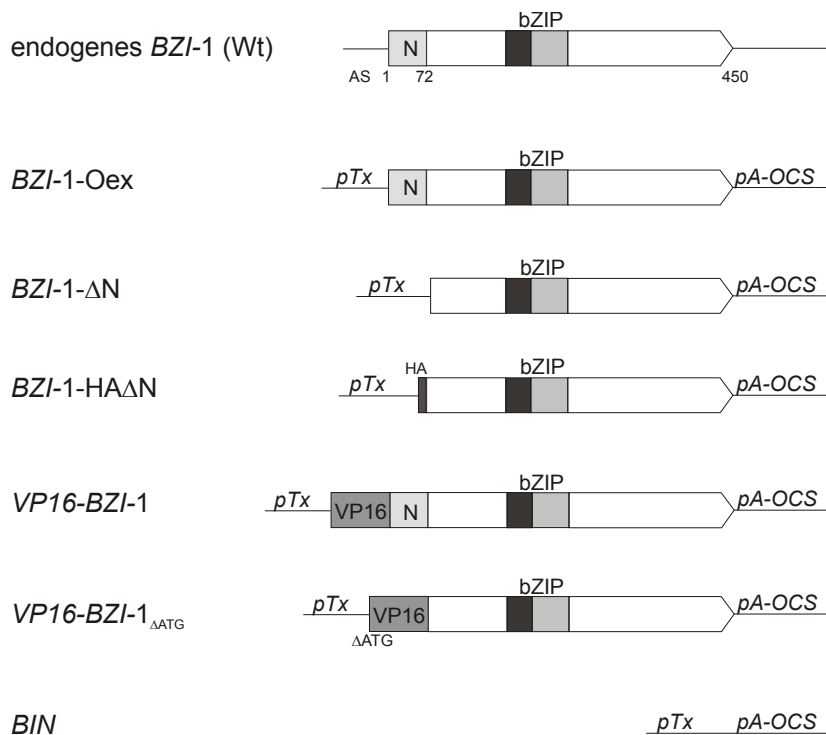 bZIP
endogenes BZI-1 (Wt) N
AS 1 72 450
bZIP
BZI-1-Oex pTx N pA-OCS
bZIP
BZI-1-ΔN pTx pA-OCS
HA bZIP
BZI-1-HAΔN pTx pA-OCS
bZIP
VP16-BZI-1 pTx VP16 N pA-OCS
bZIP
VP16-BZI-1ΔATG pTx VP16 pA-OCS
ΔATG
BIN pTx pA-OCS